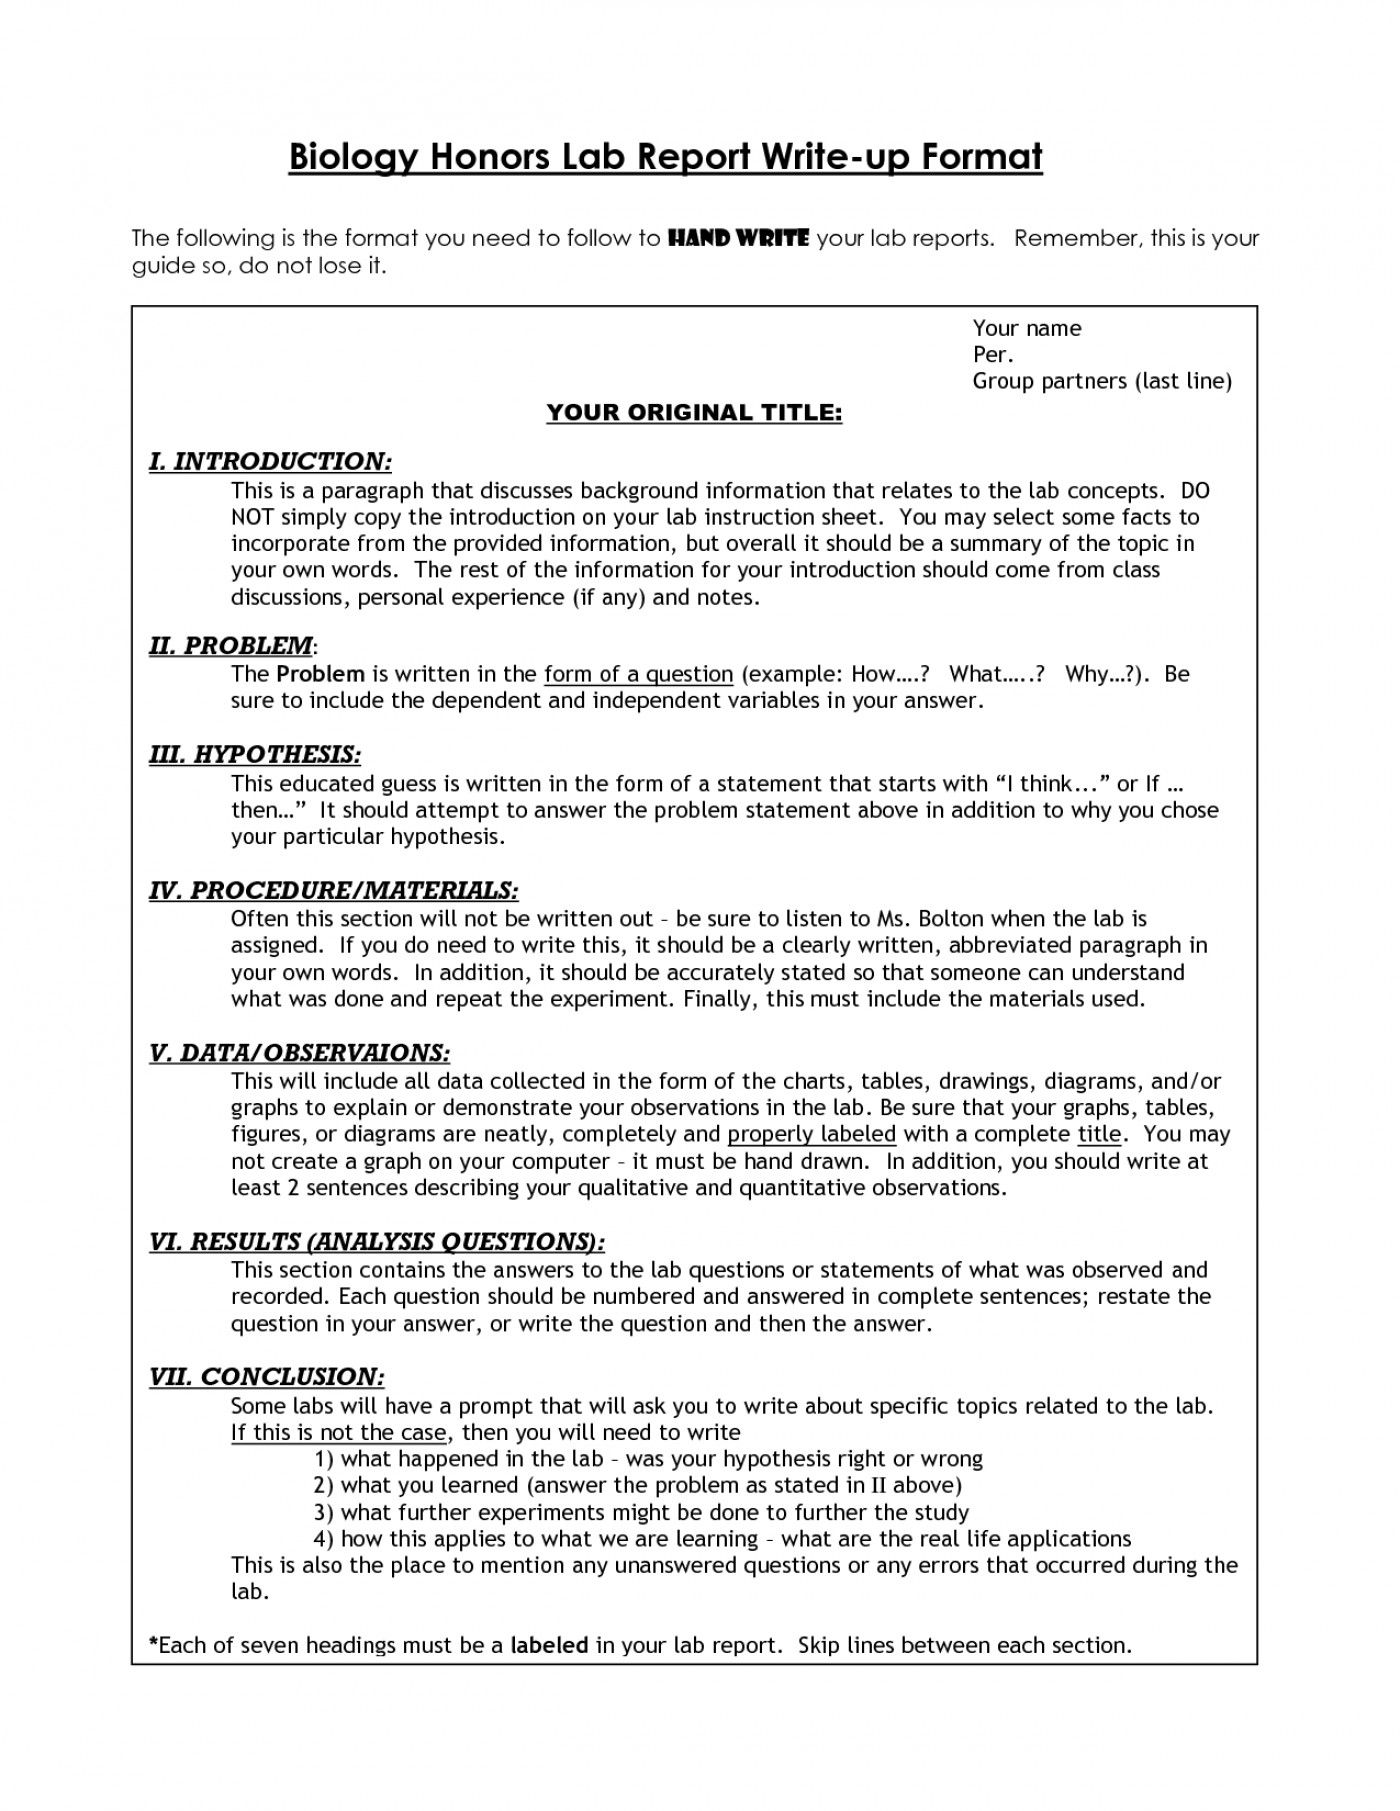 Biology Honors Lab Report Write-up Format
The following is the format you need to follow to HAND WRITE your lab reports. Remember, this is your
guide so, do not lose it.
Your name
Per.
Group partners (last line)
YOUR ORIGINAL TITLE:
I. INTRODUCTION:
This is a paragraph that discusses background information that relates to the lab concepts. DO
NOT simply copy the introduction on your lab instruction sheet. You may select some facts to
incorporate from the provided information, but overall it should be a summary of the topic in
your own words. The rest of the information for your introduction should come from class
discussions, personal experience (if any) and notes.
II. PROBLEM:
The Problem is written in the form of a question (example: How….? What…..? Why…?). Be
sure to include the dependent and independent variables in your answer.
III. HYPOTHESIS:
This educated guess is written in the form of a statement that starts with “I think...” or If …
then…” It should attempt to answer the problem statement above in addition to why you chose
your particular hypothesis.
IV. PROCEDURE/MATERIALS:
Often this section will not be written out – be sure to listen to Ms. Bolton when the lab is
assigned. If you do need to write this, it should be a clearly written, abbreviated paragraph in
your own words. In addition, it should be accurately stated so that someone can understand
what was done and repeat the experiment. Finally, this must include the materials used.
V. DATA/OBSERVAIONS:
This will include all data collected in the form of the charts, tables, drawings, diagrams, and/or
graphs to explain or demonstrate your observations in the lab. Be sure that your graphs, tables,
figures, or diagrams are neatly, completely and properly labeled with a complete title. You may
not create a graph on your computer – it must be hand drawn. In addition, you should write at
least 2 sentences describing your qualitative and quantitative observations.
VI. RESULTS (ANALYSIS QUESTIONS):
This section contains the answers to the lab questions or statements of what was observed and
recorded. Each question should be numbered and answered in complete sentences; restate the
question in your answer, or write the question and then the answer.
VII. CONCLUSION:
Some labs will have a prompt that will ask you to write about specific topics related to the lab.
If this is not the case, then you will need to write
1) what happened in the lab – was your hypothesis right or wrong
2) what you learned (answer the problem as stated in II above)
3) what further experiments might be done to further the study
4) how this applies to what we are learning – what are the real life applications
This is also the place to mention any unanswered questions or any errors that occurred during the
lab.
*Each of seven headings must be a labeled in your lab report. Skip lines between each section.